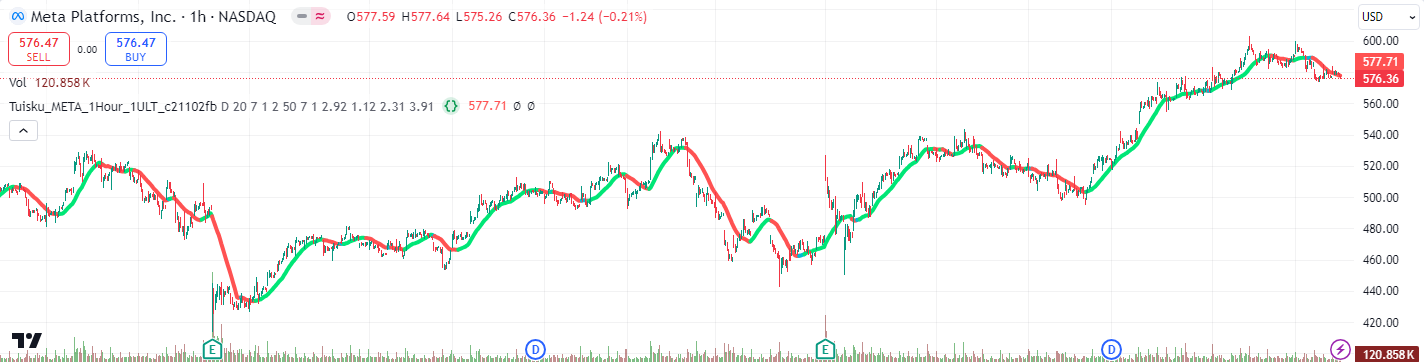 Meta Platforms, Inc. · 1h · NASDAQ O577.59 H577.64 L575.26 C576.36 −1.24 (−0.21%)
576.47 SELL 0.00 576.47 BUY
Vol 120.858 K
Tuisku_META_1Hour_1ULT_c21102fb D 20 7 1 2 50 7 1 2.92 1.12 2.31 3.91 {} 577.71 Ø Ø
USD
600.00
577.71
576.36
560.00
540.00
520.00
500.00
480.00
460.00
440.00
420.00
120.858 K
E D E D